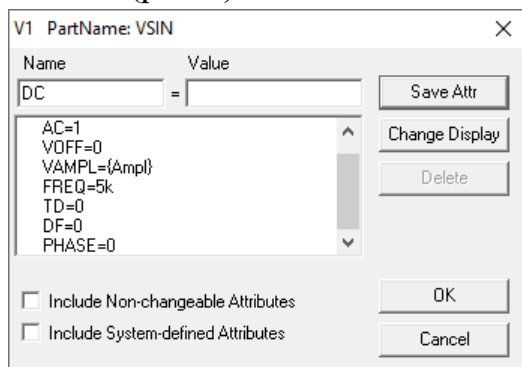 V1 PartName: VSIN
Name Value
DC =
Save Attr
AC=1
VOFF=0
VAMPL={Ampl}
FREQ=5k
TD=0
DF=0
PHASE=0
Change Display
Delete
Include Non-changeable Attributes
Include System-defined Attributes
OK
Cancel